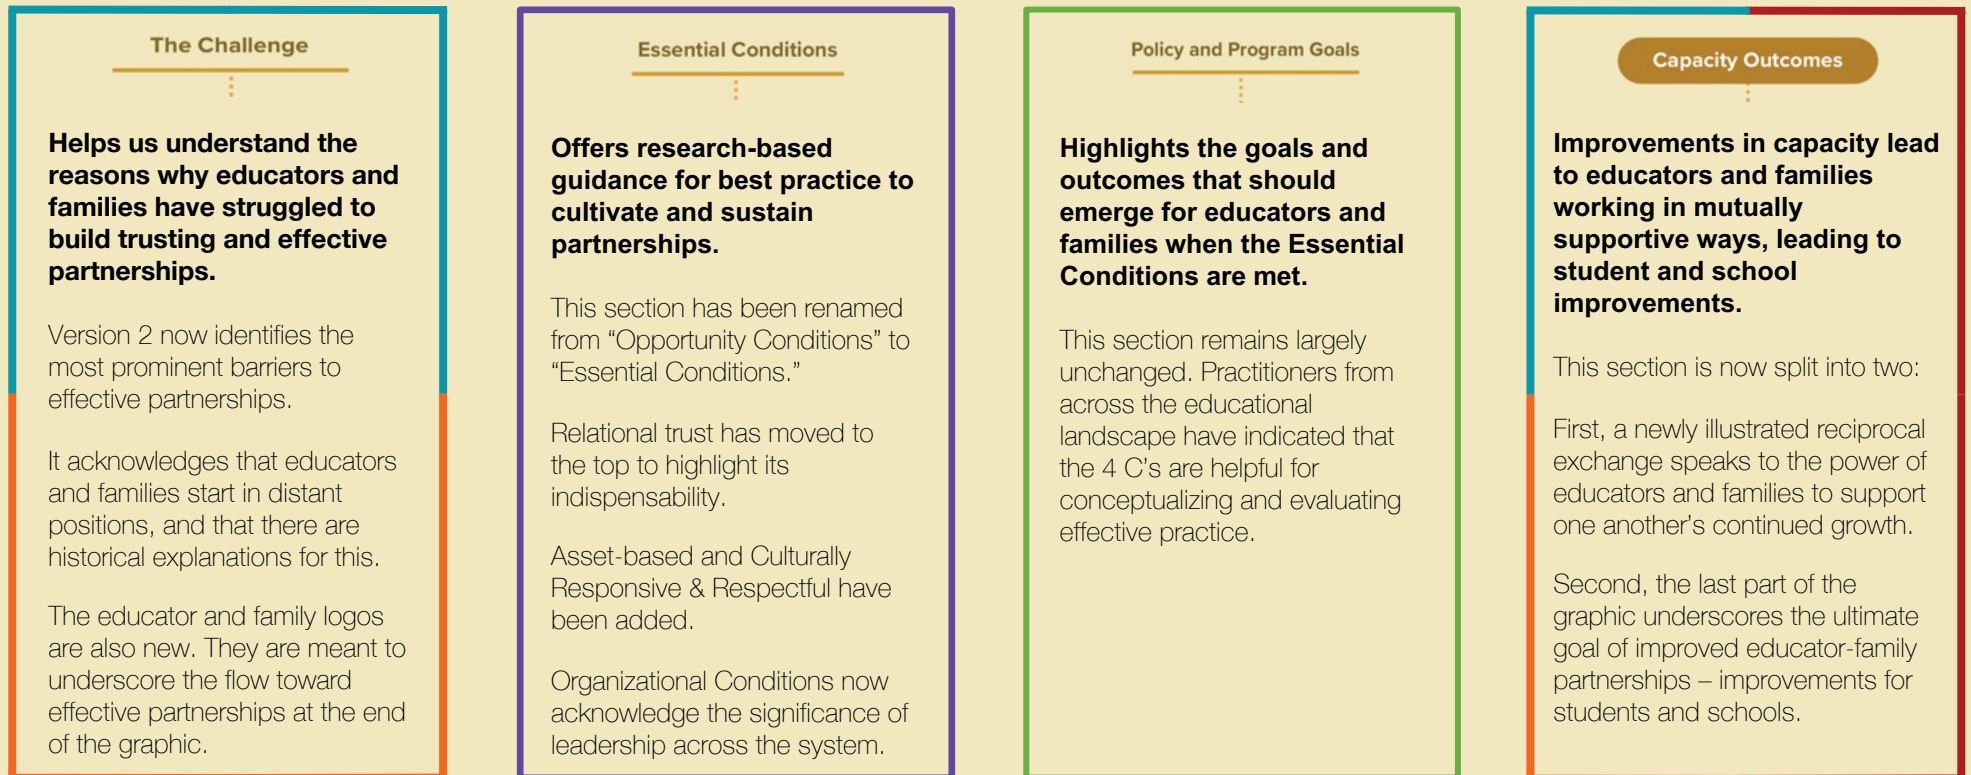 The Challenge
Helps us understand the
reasons why educators and
families have struggled to
build trusting and effective
partnerships.
Version 2 now identifies the
most prominent barriers to
effective partnerships.
It acknowledges that educators
and families start in distant
positions, and that there are
historical explanations for this.
The educator and family logos
are also new. They are meant to
underscore the flow toward
effective partnerships at the end
of the graphic.
Essential Conditions
Offers research-based
guidance for best practice to
cultivate and sustain
partnerships.
This section has been renamed
from “Opportunity Conditions” to
“Essential Conditions.”
Relational trust has moved to
the top to highlight its
indispensability.
Asset-based and Culturally
Responsive & Respectful have
been added.
Organizational Conditions now
acknowledge the significance of
leadership across the system.
Policy and Program Goals
Highlights the goals and
outcomes that should
emerge for educators and
families when the Essential
Conditions are met.
This section remains largely
unchanged. Practitioners from
across the educational
landscape have indicated that
the 4 C's are helpful for
conceptualizing and evaluating
effective practice.
Capacity Outcomes
Improvements in capacity lead
to educators and families
working in mutually
supportive ways, leading to
student and school
improvements.
This section is now split into two:
First, a newly illustrated reciprocal
exchange speaks to the power of
educators and families to support
one another’s continued growth.
Second, the last part of the
graphic underscores the ultimate
goal of improved educator-family
partnerships – improvements for
students and schools.